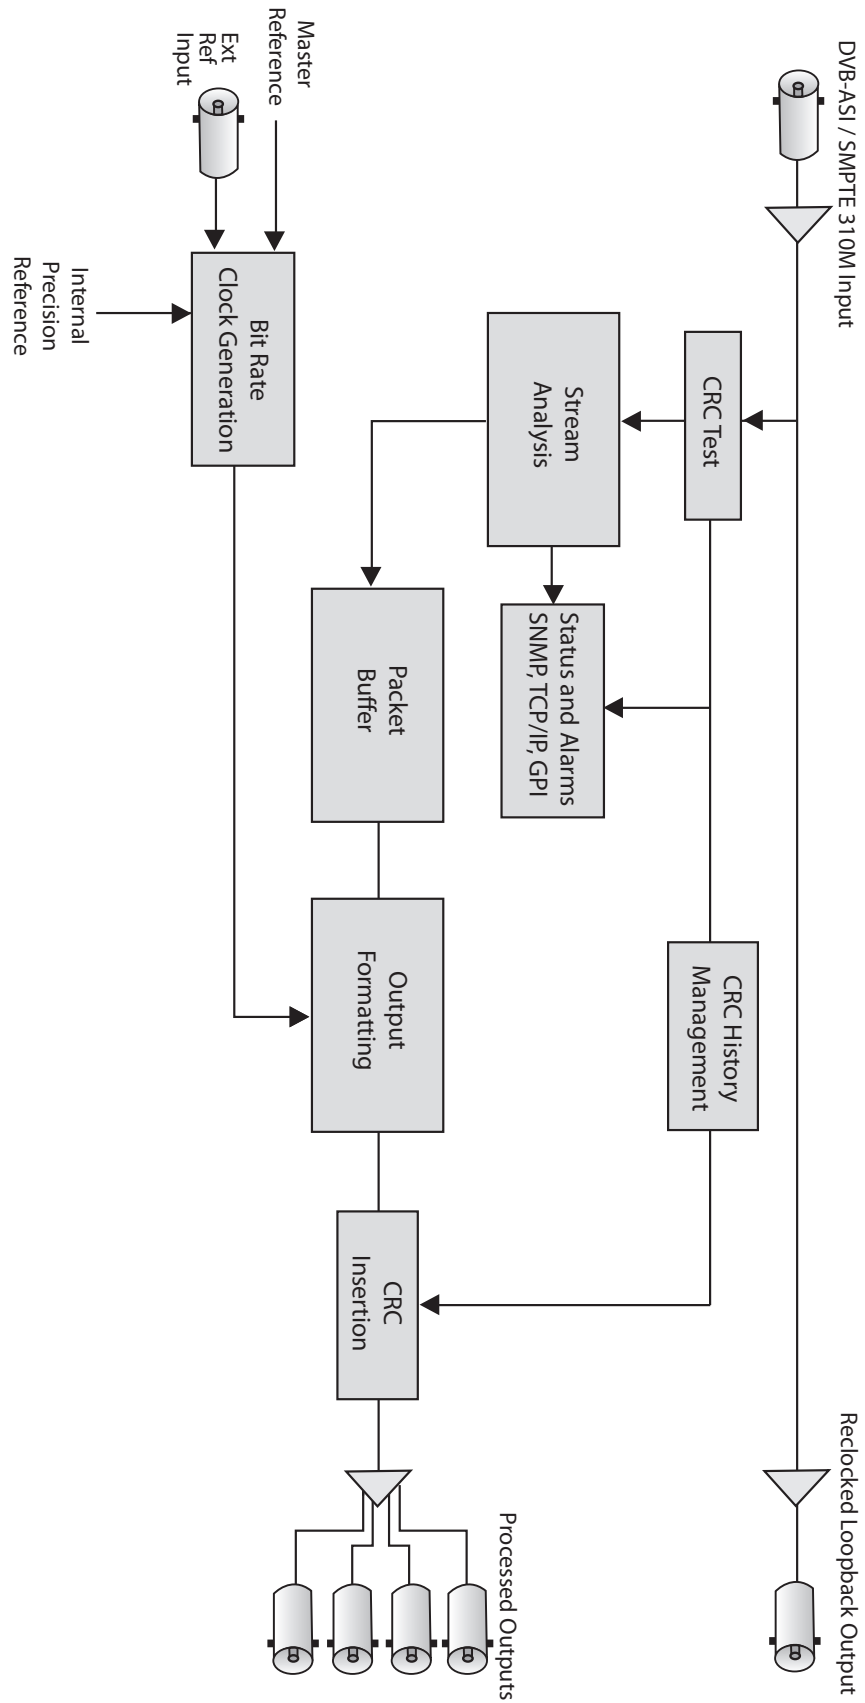 DVB-ASI / SMPTE 310M Input
Reclocked Loopback Output
CRC Test
CRC History
Management
Stream
Analysis
Status and Alarms
SNMP, TCP/IP, GPI
Packet
Buffer
Output
Formatting
CRC
Insertion
Processed Outputs
Master
Reference
Ext
Ref
Input
Bit Rate
Clock Generation
Internal
Precision
Reference